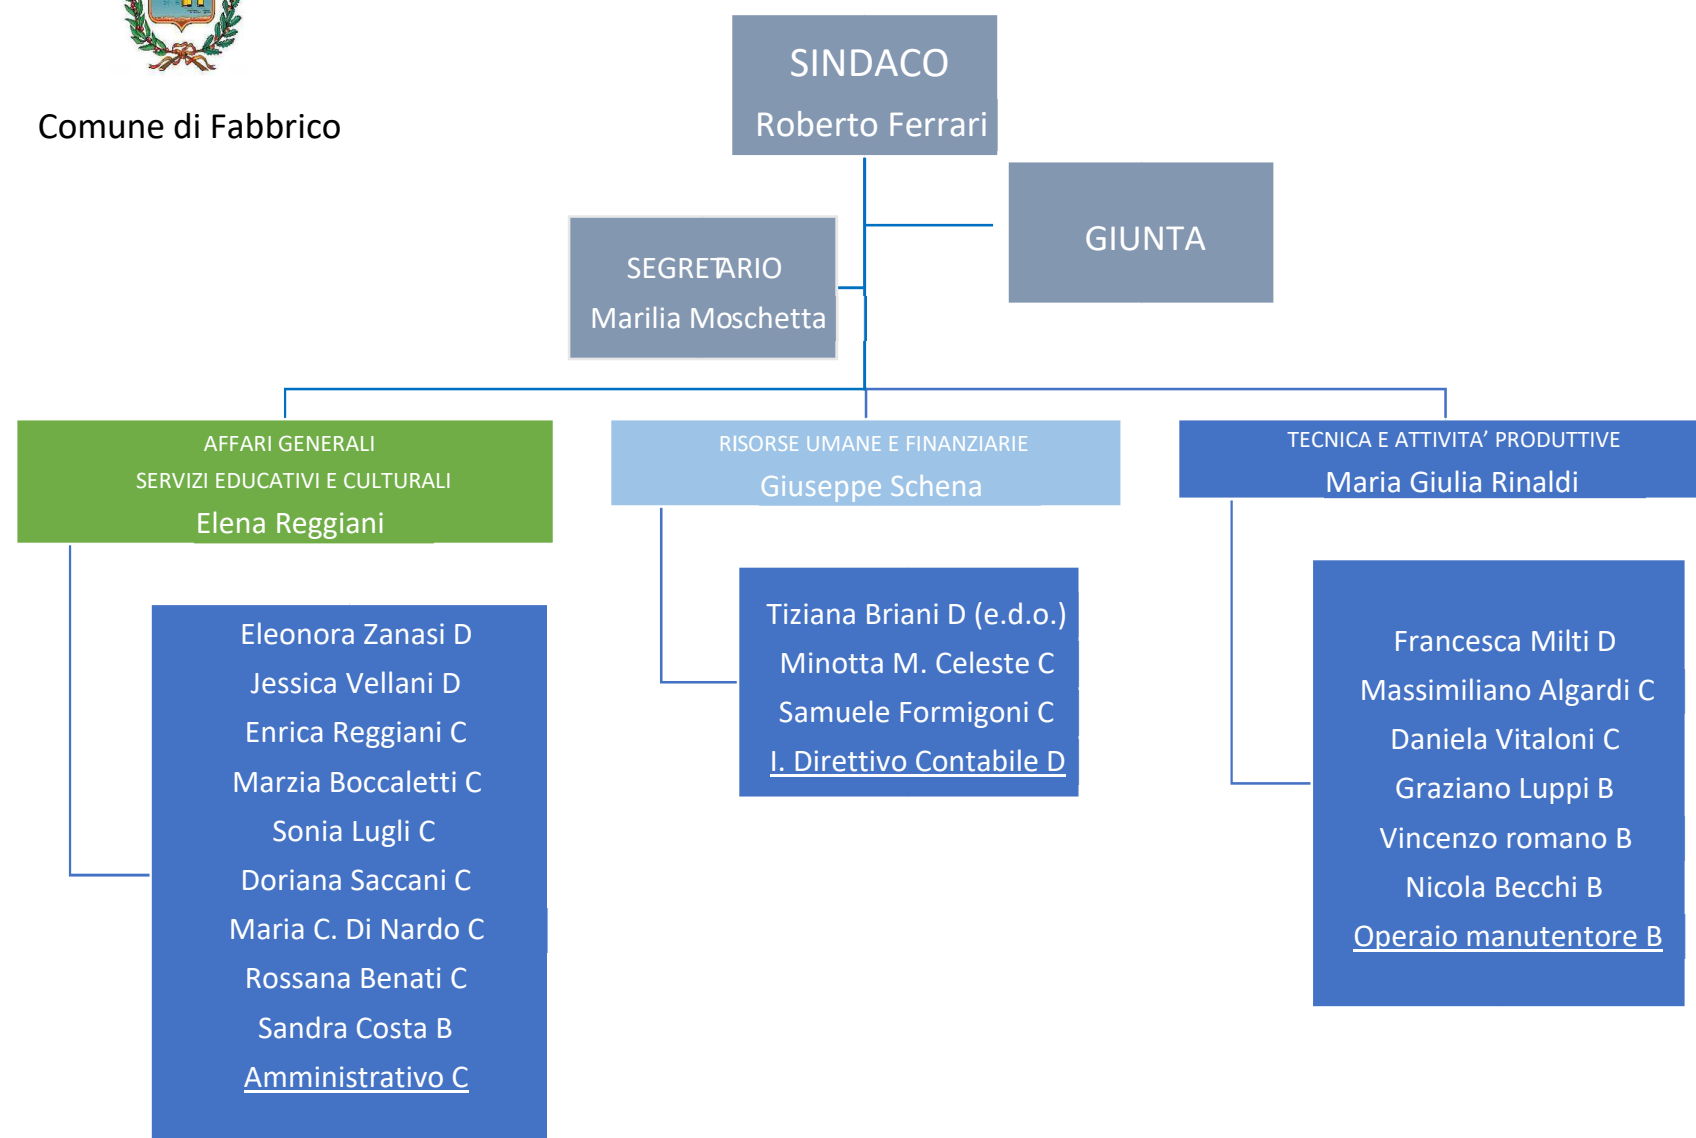 Comune di Fabbrico
SINDACO
Roberto Ferrari
GIUNTA
SEGRETARIO
Marilia Moschetta
AFFARI GENERALI
SERVIZI EDUCATIVI E CULTURALI
Elena Reggiani
Eleonora Zanasi D
Jessica Vellani D
Enrica Reggiani C
Marzia Boccaletti C
Sonia Lugli C
Doriana Saccani C
Maria C. Di Nardo C
Rossana Benati C
Sandra Costa B
Amministrativo C
RISORSE UMANE E FINANZIARIE
Giuseppe Schena
Tiziana Briani D (e.d.o.)
Minotta M. Celeste C
Samuele Formigoni C
I. Direttivo Contabile D
TECNICA E ATTIVITA’ PRODUTTIVE
Maria Giulia Rinaldi
Francesca Milti D
Massimiliano Algardi C
Daniela Vitaloni C
Graziano Luppi B
Vincenzo romano B
Nicola Becchi B
Operaio manutentore B